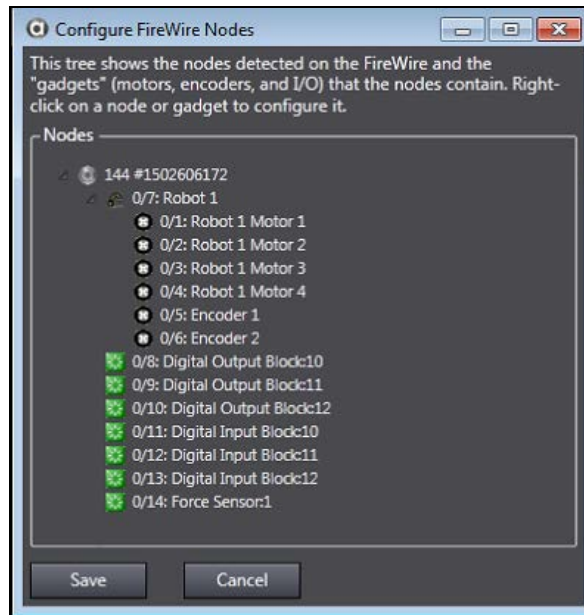 Configure FireWire Nodes
This tree shows the nodes detected on the FireWire and the
"gadgets" (motors, encoders, and I/O) that the nodes contain. Right-
click on a node or gadget to configure it.
Nodes
144 #1502606172
0/7: Robot 1
0/1: Robot 1 Motor 1
0/2: Robot 1 Motor 2
0/3: Robot 1 Motor 3
0/4: Robot 1 Motor 4
0/5: Encoder 1
0/6: Encoder 2
0/8: Digital Output Block:10
0/9: Digital Output Block:11
0/10: Digital Output Block:12
0/11: Digital Input Block:10
0/12: Digital Input Block:11
0/13: Digital Input Block:12
0/14: Force Sensor:1
Save Cancel